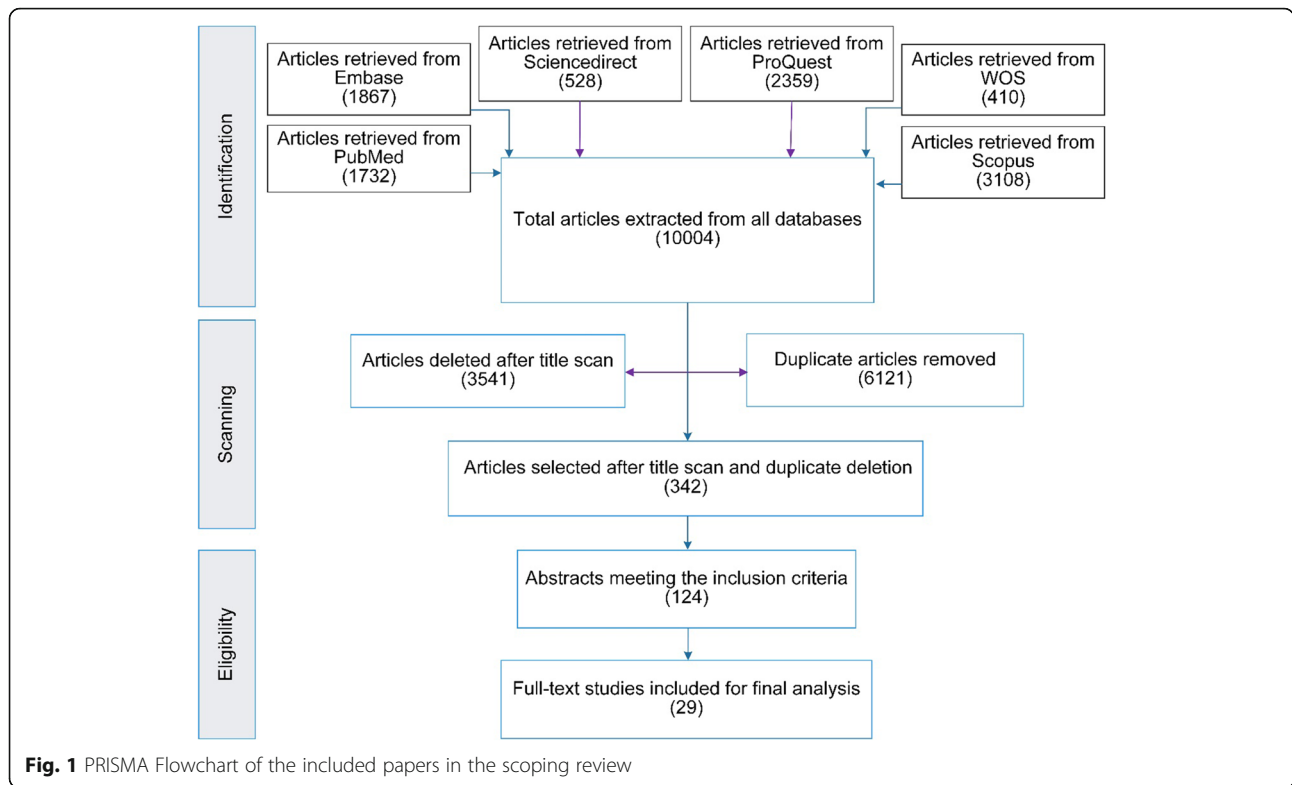 Identification
Articles retrieved from
Embase
(1867)
Articles retrieved from
Sciencedirect
(528)
Articles retrieved from
ProQuest
(2359)
Articles retrieved from
WOS
(410)
Articles retrieved from
PubMed
(1732)
Articles retrieved from
Scopus
(3108)
Total articles extracted from all databases
(10004)
Scanning
Articles deleted after title scan
(3541)
Duplicate articles removed
(6121)
Articles selected after title scan and duplicate deletion
(342)
Eligibility
Abstracts meeting the inclusion criteria
(124)
Full-text studies included for final analysis
(29)
Fig. 1 PRISMA Flowchart of the included papers in the scoping review